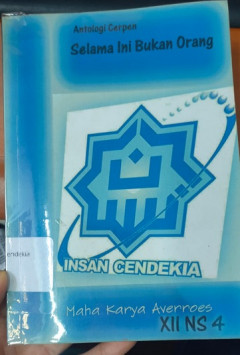 Antologi Cerpen
Selama Ini Bukan Orang
INSAN CENDEKIA
Maha Karya Averroes
XII NS 4